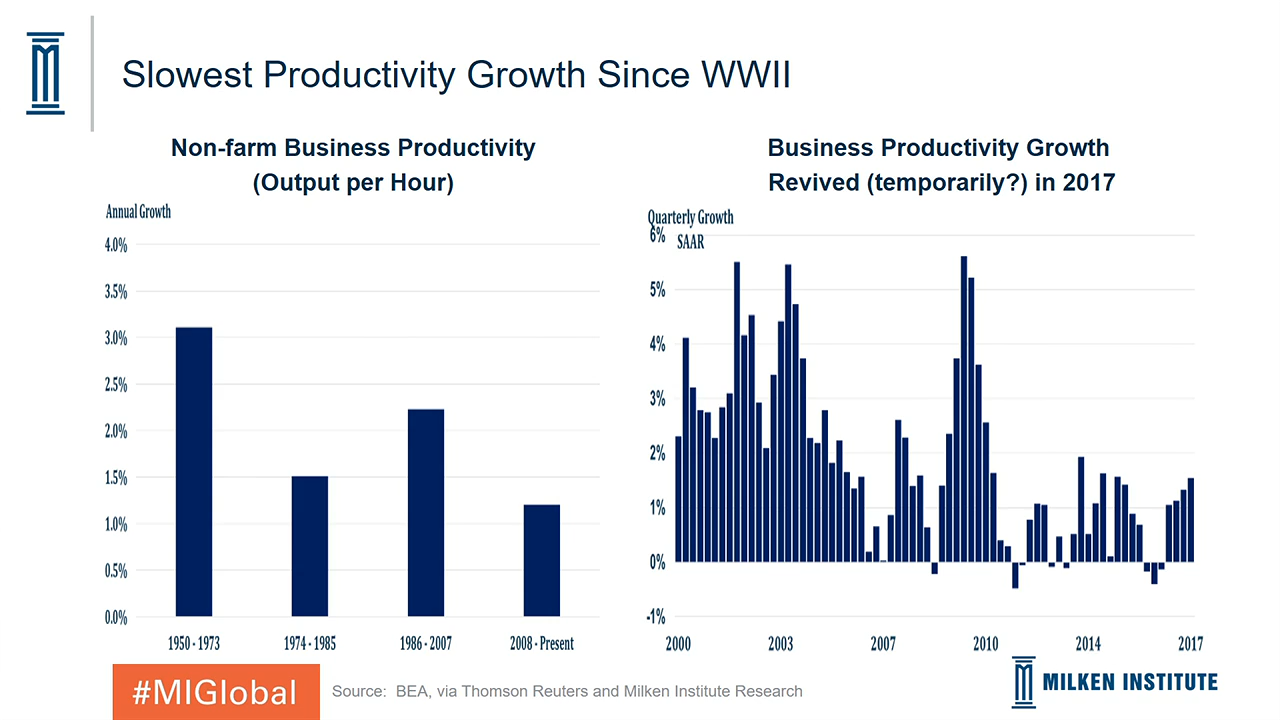 Slowest Productivity Growth Since WWII
Non-farm Business Productivity
(Output per Hour)
Annual Growth
4.0%
3.5%
3.0%
2.5%
2.0%
1.5%
1.0%
0.5%
0.0%
1950 - 1973
1974 - 1985
1986 - 2007
2008 - Present
Business Productivity Growth
Revived (temporarily?) in 2017
Quarterly Growth
6%
SAAR
5%
4%
3%
2%
1%
0%
-1%
2000
2003
2007
2010
2014
2017
#MIGlobal
Source: BEA, via Thomson Reuters and Milken Institute Research
MILKEN INSTITUTE